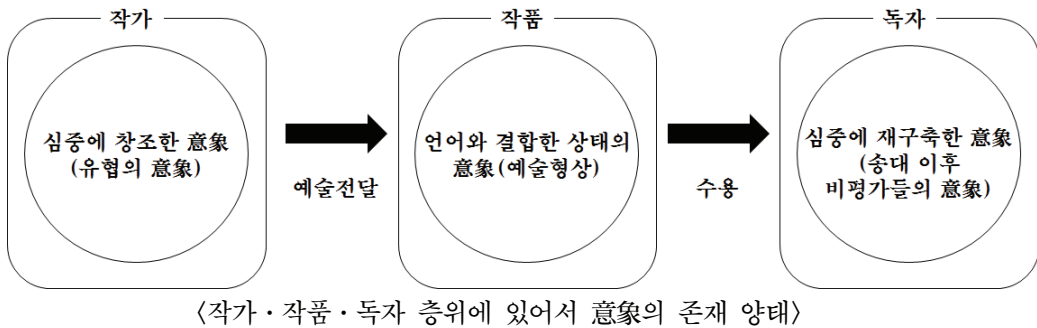 작가
심중에 창조한 意象
(유협의 意象)
예술전달
작품
언어와 결합한 상태의
意象(예술형상)
수용
독자
심중에 재구축한 意象
(송대 이후
비평가들의 意象)
〈작가·작품·독자 층위에 있어서 意象의 존재 양태〉